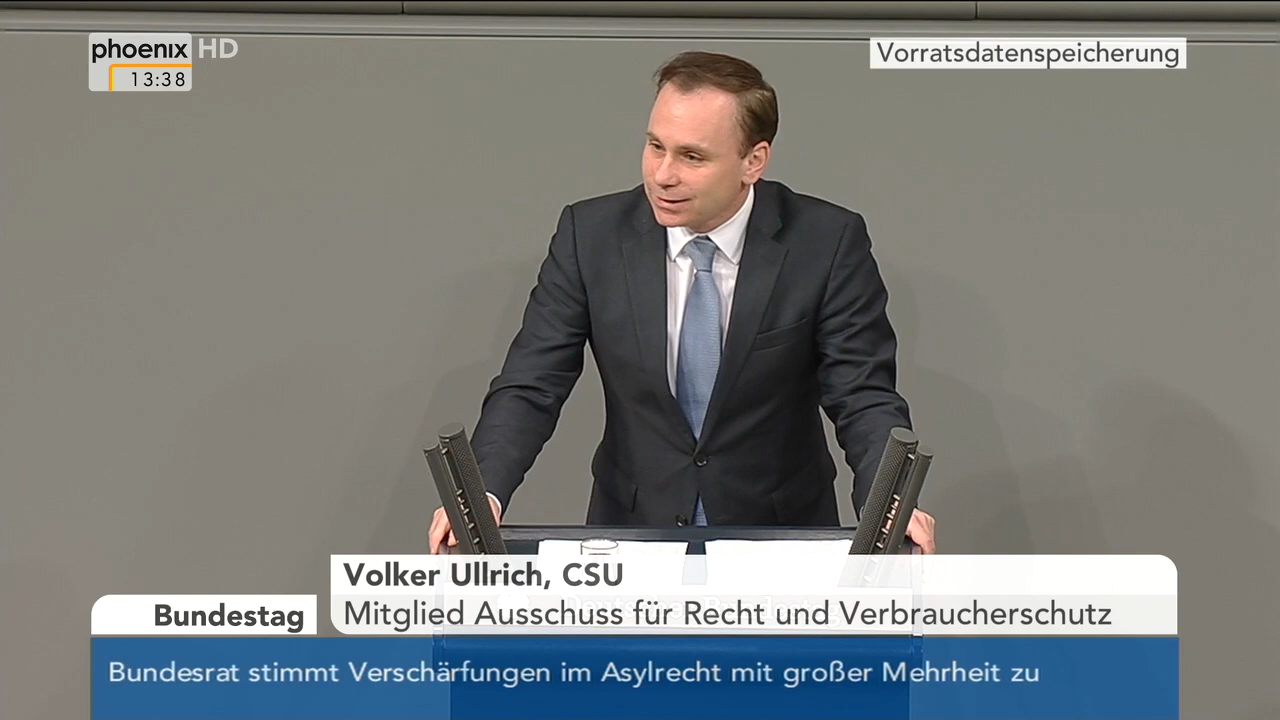 phoenix HD
13:38
Vorratsdatenspeicherung
Volker Ullrich, CSU
Bundestag
Mitglied Ausschuss für Recht und Verbraucherschutz
Bundesrat stimmt Verschärfungen im Asylrecht mit großer Mehrheit zu